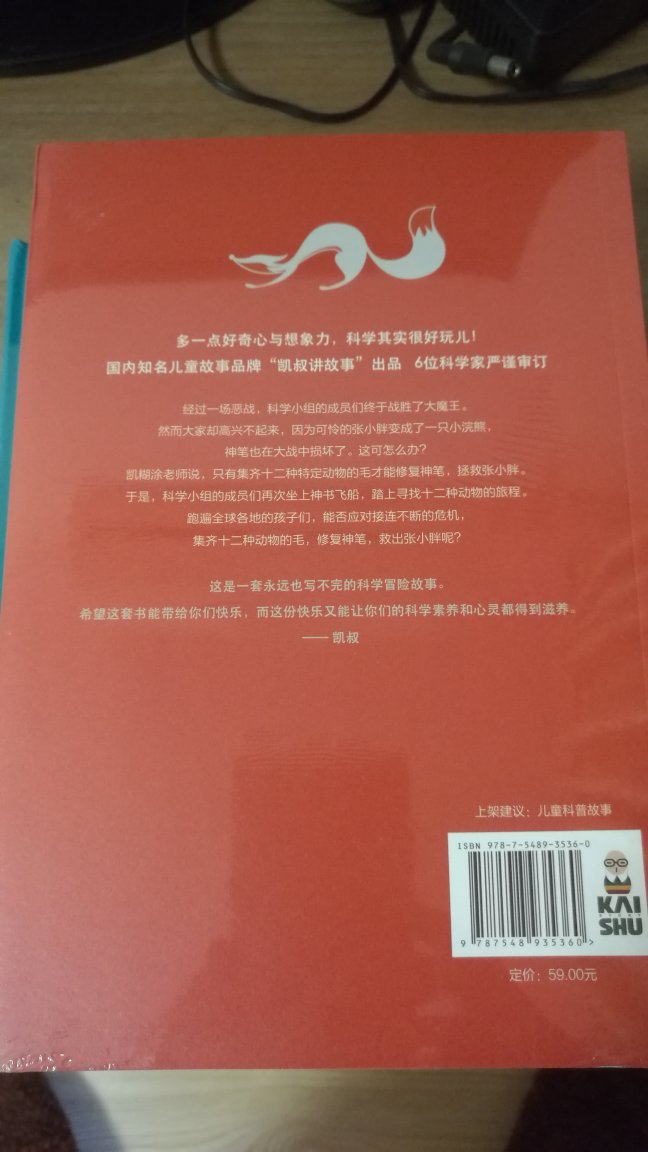 多一点好奇心与想象力，科学其实很好玩儿！
国内知名儿童故事品牌“凯叔讲故事”出品 6位科学家严谨审订
经过一场恶战，科学小组的成员们终于战胜了大魔王。
然而大家却高兴不起来，因为可怜的张小胖变成了一只小浣熊，
神笔也在大战中损坏了。这可怎么办？
凯糊涂老师说，只有集齐十二种特定动物的毛才能修复神笔，拯救张小胖。
于是，科学小组的成员们再次坐上神书飞船，踏上寻找十二种动物的旅程。
跑遍全球各地的孩子们，能否应对接连不断的危机，
集齐十二种动物的毛，修复神笔，救出张小胖呢？
这是一套永远也写不完的科学冒险故事。
希望这套书能带给你们快乐，而这份快乐又能让你们的科学素养和心灵都得到滋养。
—— 凯叔
上架建议：儿童科普故事
ISBN 978-7-5489-3536-0
9 787548 935360 >
KAI
SHU
定价：59.00元